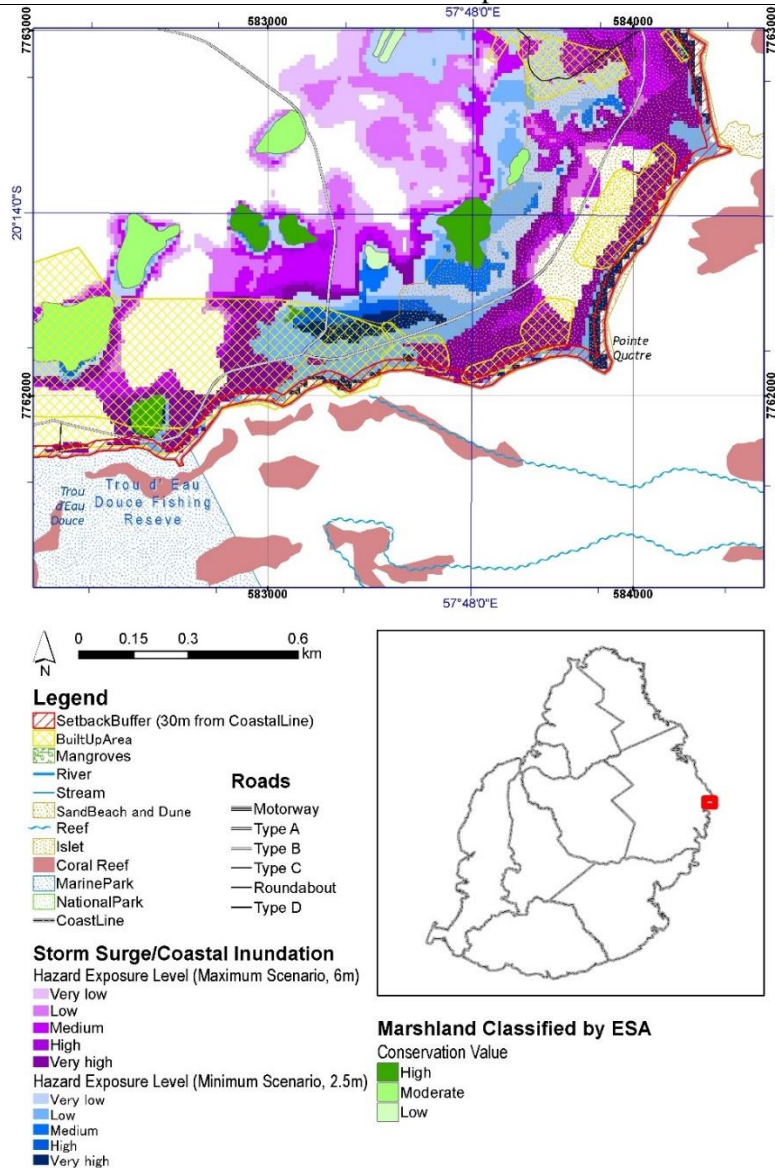 57°48'0"E
583000
584000
7763000
7763000
20°14'0"S
Pointe
Quatre
7762000
7762000
Trou
d'Eau
Douce
Trou d' Eau
Douce Fishing
Reseve
583000
57°48'0"E
584000
N
0 0.15 0.3 0.6
km
Legend
SetbackBuffer (30m from CoastalLine)
BuiltUpArea
Mangroves
River
Stream
SandBeach and Dune
Reef
Islet
Coral Reef
MarinePark
NationalPark
CoastLine
Roads
Motorway
Type A
Type B
Type C
Roundabout
Type D
Storm Surge/Coastal Inundation
Hazard Exposure Level (Maximum Scenario, 6m)
Very low
Low
Medium
High
Very high
Hazard Exposure Level (Minimum Scenario, 2.5m)
Very low
Low
Medium
High
Very high
Marshland Classified by ESA
Conservation Value
High
Moderate
Low